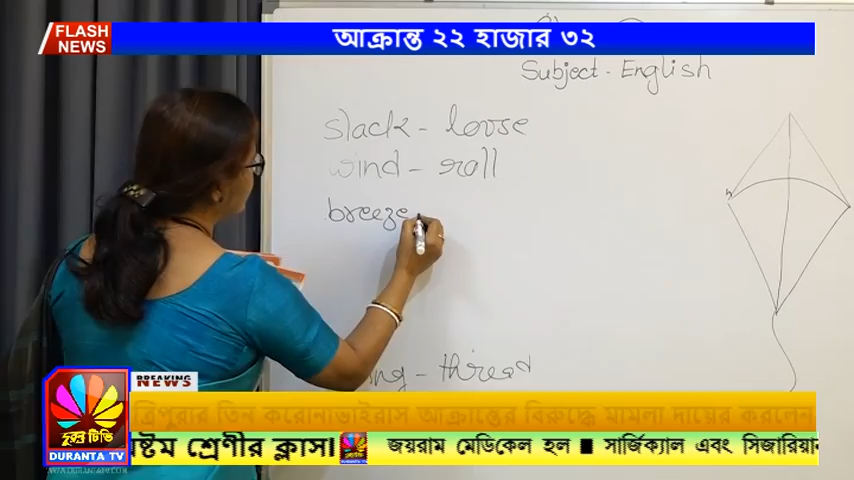 FLASH
NEWS
আক্রান্ত ২২ হাজার ৩২
Subject - English
slack - loose
wind - roll
breeze
thread
BREAKING
NEWS
ত্রিপুরার তিন করোনাভাইরাস আক্রান্তের বিরুদ্ধে মামলা দায়ের করলেন
দুরন্ত টিভি
DURANTA TV
ষ্টম শ্রেণীর ক্লাস।
জয়রাম মেডিকেল হল ■ সার্জিক্যাল এবং সিজারিয়ান